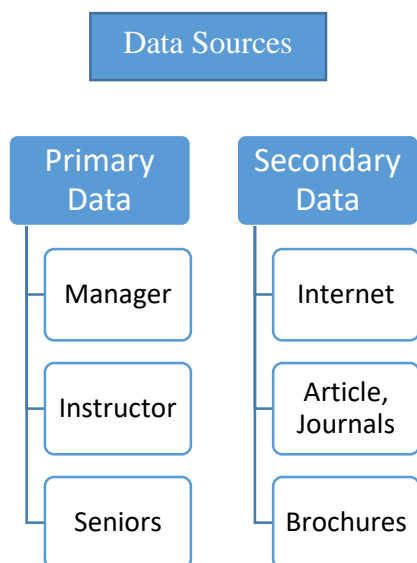 Data Sources
Primary
Data
Manager
Instructor
Seniors
Secondary
Data
Internet
Article,
Journals
Brochures